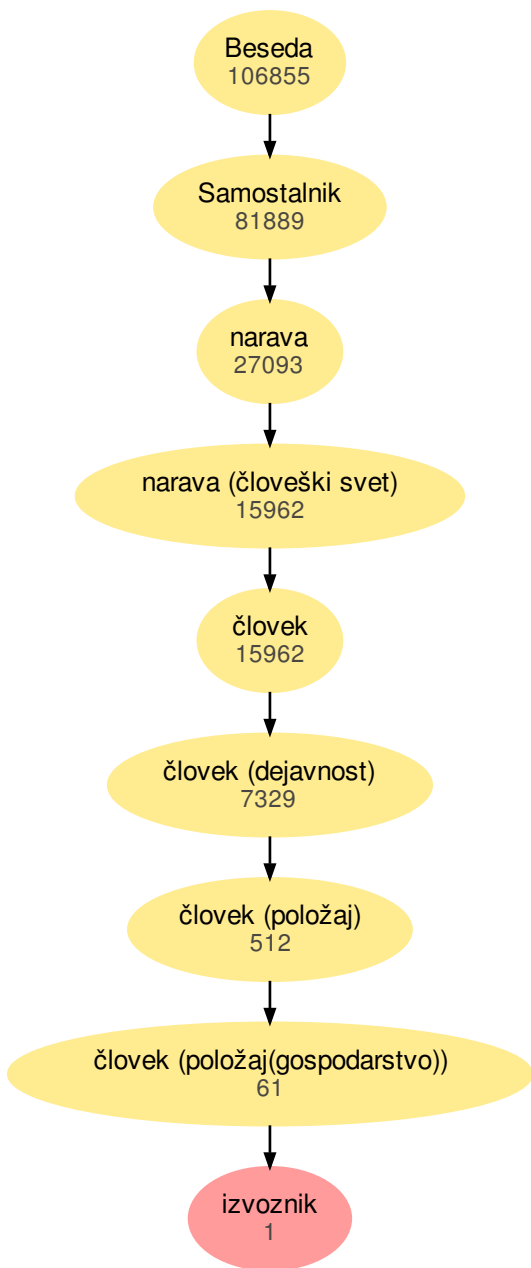 Beseda
106855
Samostalnik
81889
narava
27093
narava (človeški svet)
15962
človek
15962
človek (dejavnost)
7329
človek (položaj)
512
človek (položaj(gospodarstvo))
61
izvoznik
1